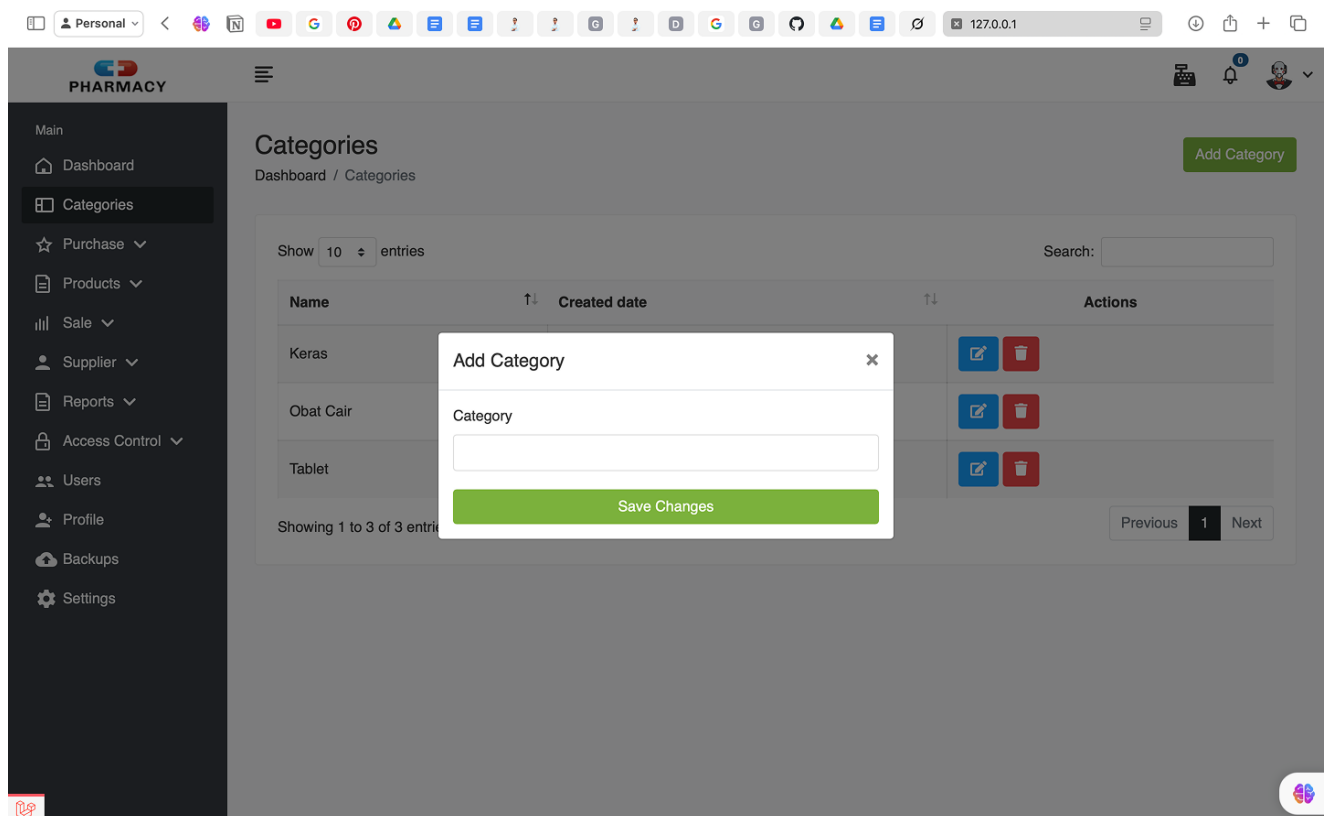 Personal
127.0.0.1
PHARMACY
0
Main
Dashboard
Categories
Purchase
Products
Sale
Supplier
Reports
Access Control
Users
Profile
Backups
Settings
Categories
Dashboard / Categories
Add Category
Show 10 entries
Search:
Name Created date Actions
Keras
Obat Cair
Tablet
Showing 1 to 3 of 3 entrie
Previous 1 Next
Add Category ×
Category
Save Changes